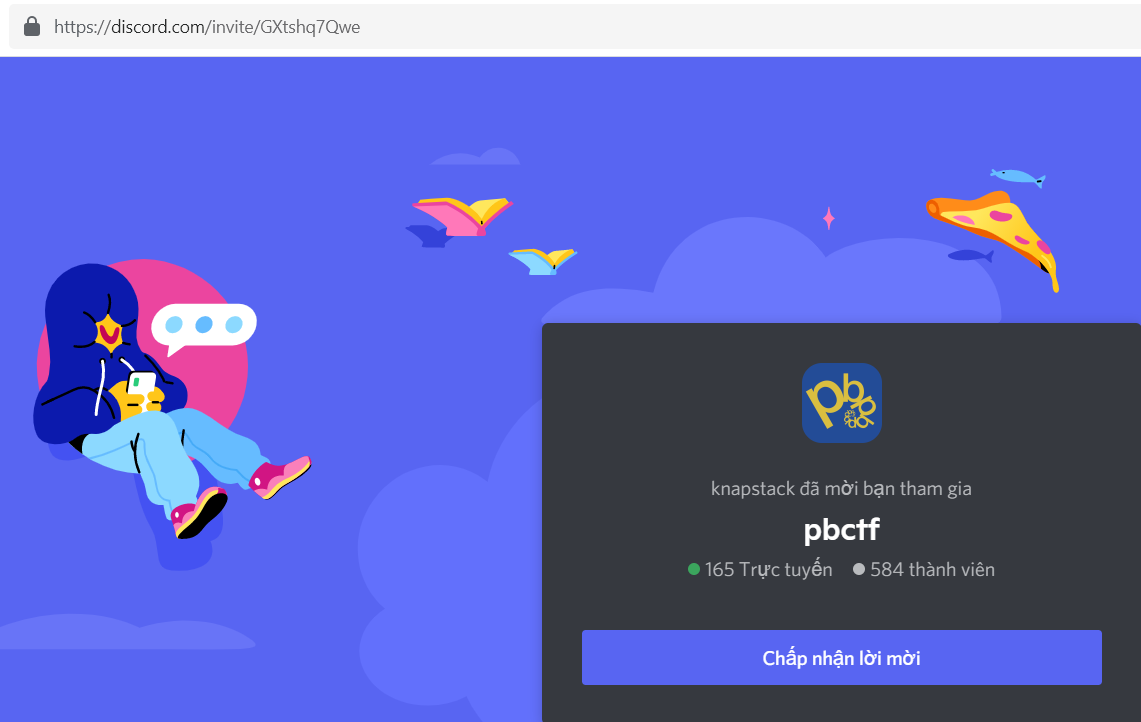 https://discord.com/invite/GXtshq7Qwe
knapstack đã mời bạn tham gia
pbctf
165 Trực tuyến 584 thành viên
Chấp nhận lời mời